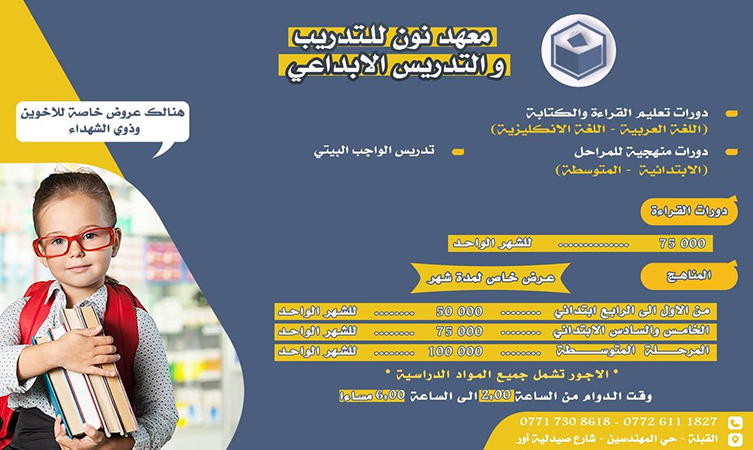 معهد نون للتدريب
و التدريس الابداعي
هنالك عروض خاصة للاخوين
وذوي الشهداء
دورات تعليم القراءة والكتابة
(اللغة العربية - اللغة الانكليزية)
دورات منهجية للمراحل
(الابتدائية - المتوسطة)
تدريس الواجب البيتي
دورات القراءة
75 000 .............. للشهر الواحد
المناهج
عرض خاص لمدة شهر
من الاول الى الرابع ابتدائي ........ 50 000 ........ للشهر الواحد
الخامس والسادس الابتدائي ........ 75 000 ........ للشهر الواحد
المرحلة المتوسطة ........ 100 000 ........ للشهر الواحد
* الاجور تشمل جميع المواد الدراسية *
وقت الدوام من الساعة 2,00 الى الساعة 6,00 مساءا
0771 730 8618 - 0772 611 1827
القبلة - حي المهندسين - شارع صيدلية أور